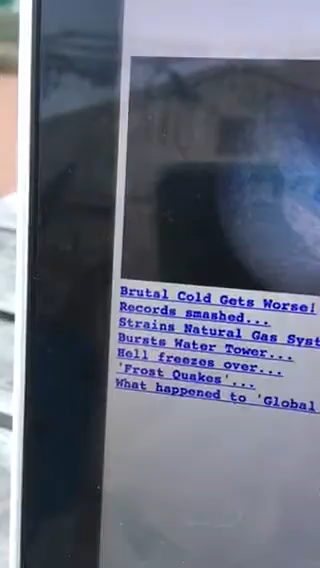 Brutal Cold Gets Worse!
Records smashed...
Strains Natural Gas Syst
Bursts Water Tower...
Hell freezes over...
'Frost Quakes'...
What happened to 'Global